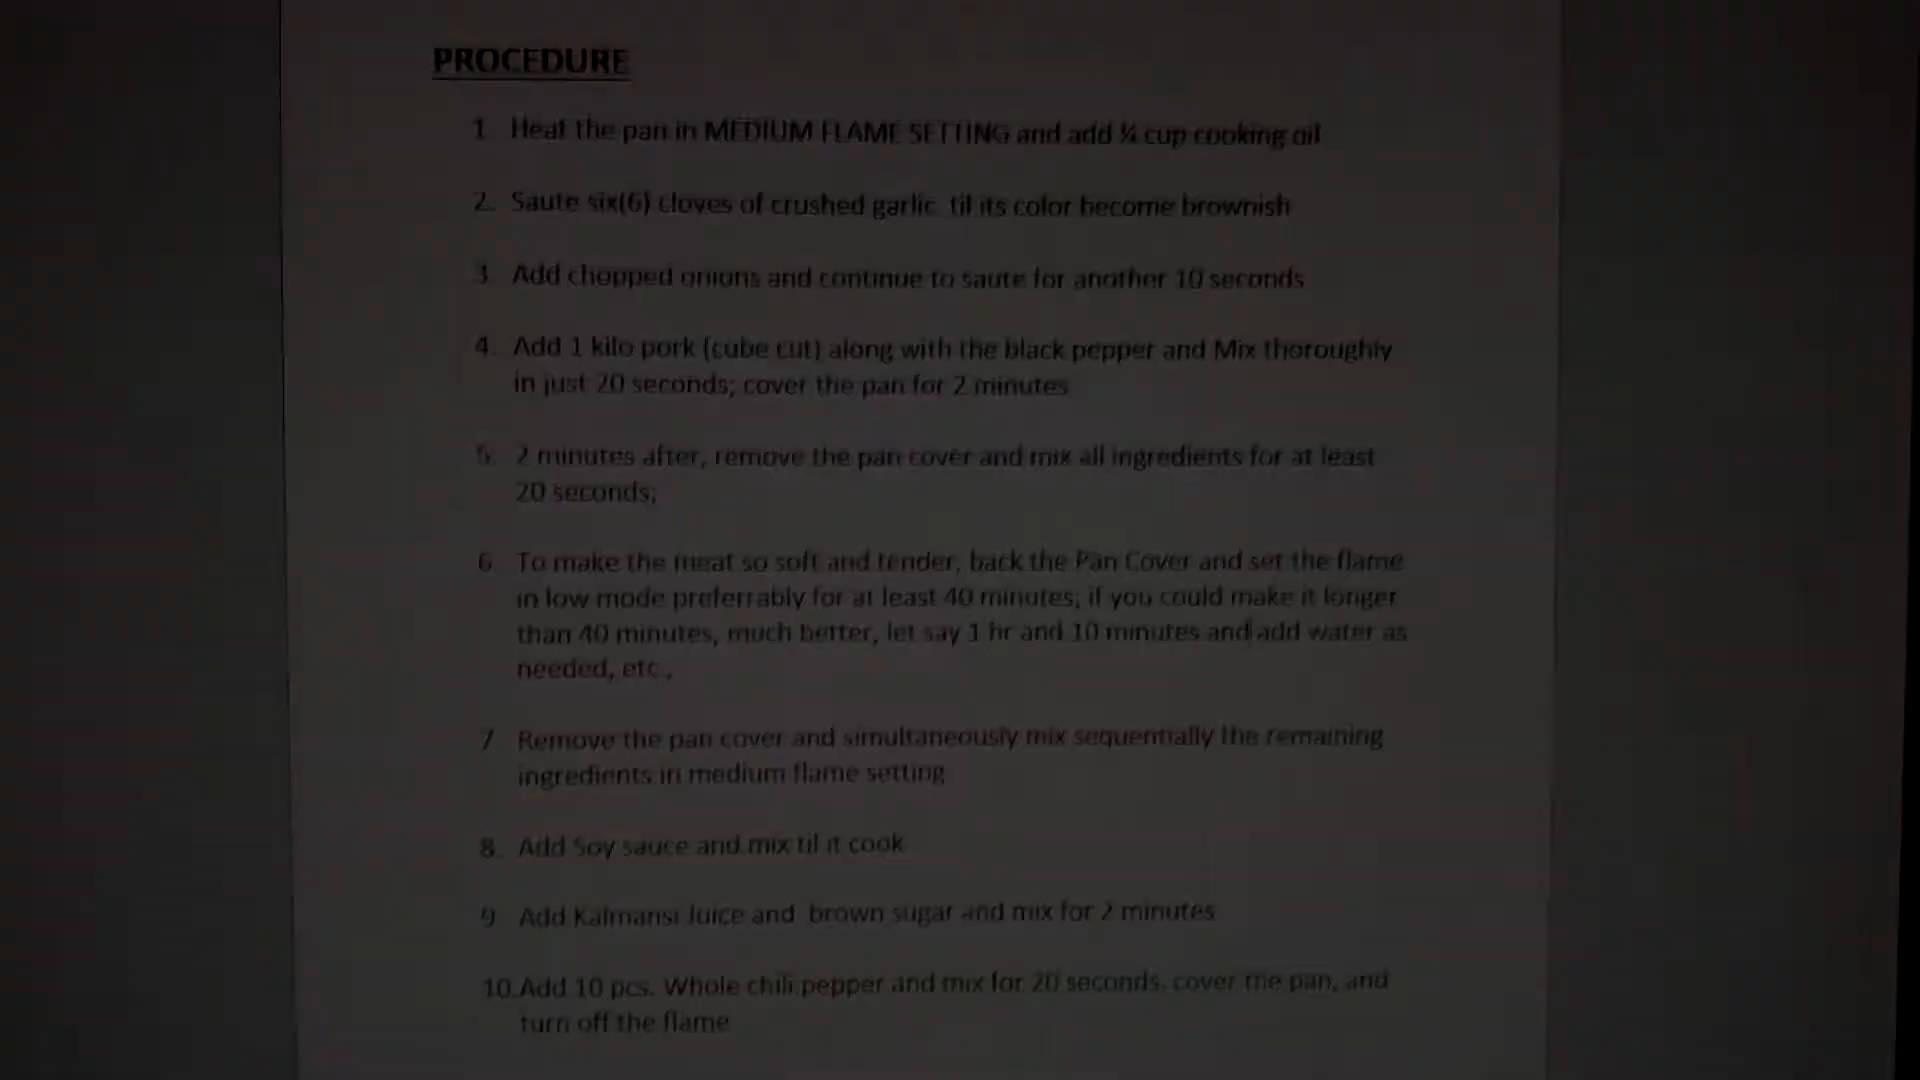 PROCEDURE
1. Heat the pan in MEDIUM FLAME SETTING and add ¼ cup cooking oil
2. Saute six(6) cloves of crushed garlic til its color become brownish
3. Add chopped onions and continue to saute for another 10 seconds
4. Add 1 kilo pork (cube cut) along with the black pepper and Mix thoroughly
in just 20 seconds; cover the pan for 2 minutes
5. 2 minutes after, remove the pan cover and mix all ingredients for at least
20 seconds;
6. To make the meat so soft and tender, back the Pan Cover and set the flame
in low mode preferrably for at least 40 minutes; if you could make it longer
than 40 minutes, much better, let say 1 hr and 10 minutes and add water as
needed, etc.,
7. Remove the pan cover and simultaneously mix sequentially the remaining
ingredients in medium flame setting
8. Add Soy sauce and mix til it cook
9. Add Kalmansi Juice and brown sugar and mix for 2 minutes
10. Add 10 pcs. Whole chili pepper and mix for 20 seconds. cover the pan, and
turn off the flame